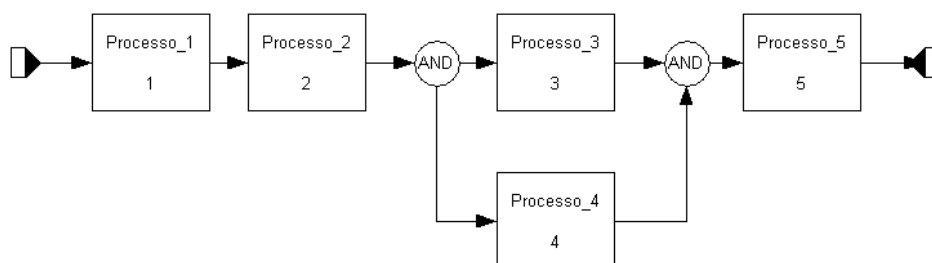 Processo_1
1
Processo_2
2
AND
Processo_3
3
AND
Processo_5
5
Processo_4
4